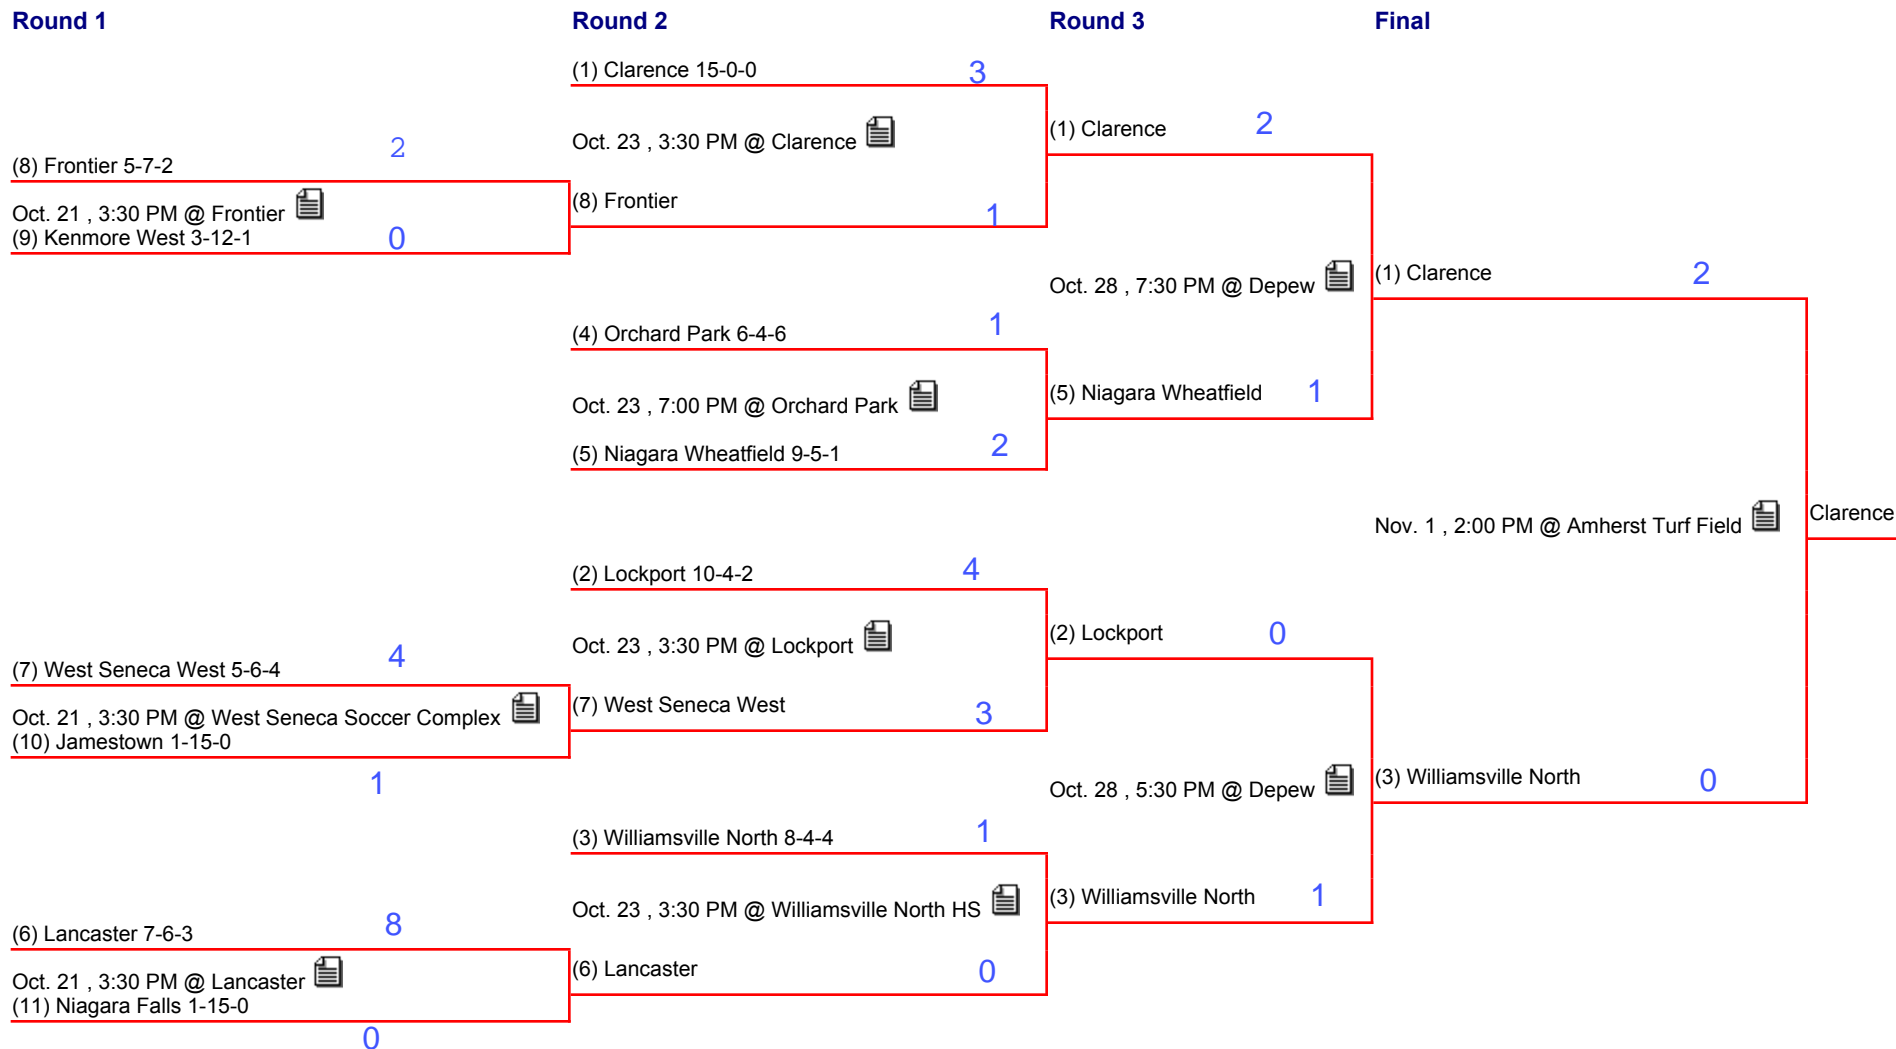 Round 1
Round 2
Round 3
Final
(8) Frontier 5-7-2 2
Oct. 21 , 3:30 PM @ Frontier
(9) Kenmore West 3-12-1 0
(7) West Seneca West 5-6-4 4
Oct. 21 , 3:30 PM @ West Seneca Soccer Complex
(10) Jamestown 1-15-0
1
(6) Lancaster 7-6-3 8
Oct. 21 , 3:30 PM @ Lancaster
(11) Niagara Falls 1-15-0
0
(1) Clarence 15-0-0 3
Oct. 23 , 3:30 PM @ Clarence
(8) Frontier 1
(4) Orchard Park 6-4-6 1
Oct. 23 , 7:00 PM @ Orchard Park
(5) Niagara Wheatfield 9-5-1 2
(2) Lockport 10-4-2 4
Oct. 23 , 3:30 PM @ Lockport
(7) West Seneca West 3
(3) Williamsville North 8-4-4 1
Oct. 23 , 3:30 PM @ Williamsville North HS
(6) Lancaster 0
(1) Clarence 2
Oct. 28 , 7:30 PM @ Depew
(5) Niagara Wheatfield 1
(2) Lockport 0
Oct. 28 , 5:30 PM @ Depew
(3) Williamsville North 1
(1) Clarence 2
Nov. 1 , 2:00 PM @ Amherst Turf Field
(3) Williamsville North 0
Clarence